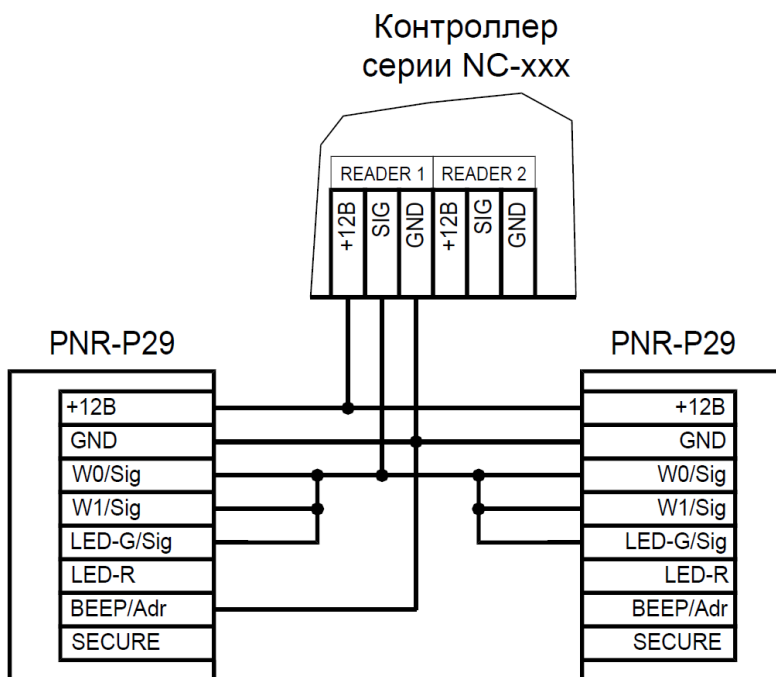 Контроллер
серии NC-xxx
READER 1 READER 2
+12В SIG GND +12В SIG GND
PNR-P29
+12В
GND
W0/Sig
W1/Sig
LED-G/Sig
LED-R
BEEP/Adr
SECURE
PNR-P29
+12В
GND
W0/Sig
W1/Sig
LED-G/Sig
LED-R
BEEP/Adr
SECURE